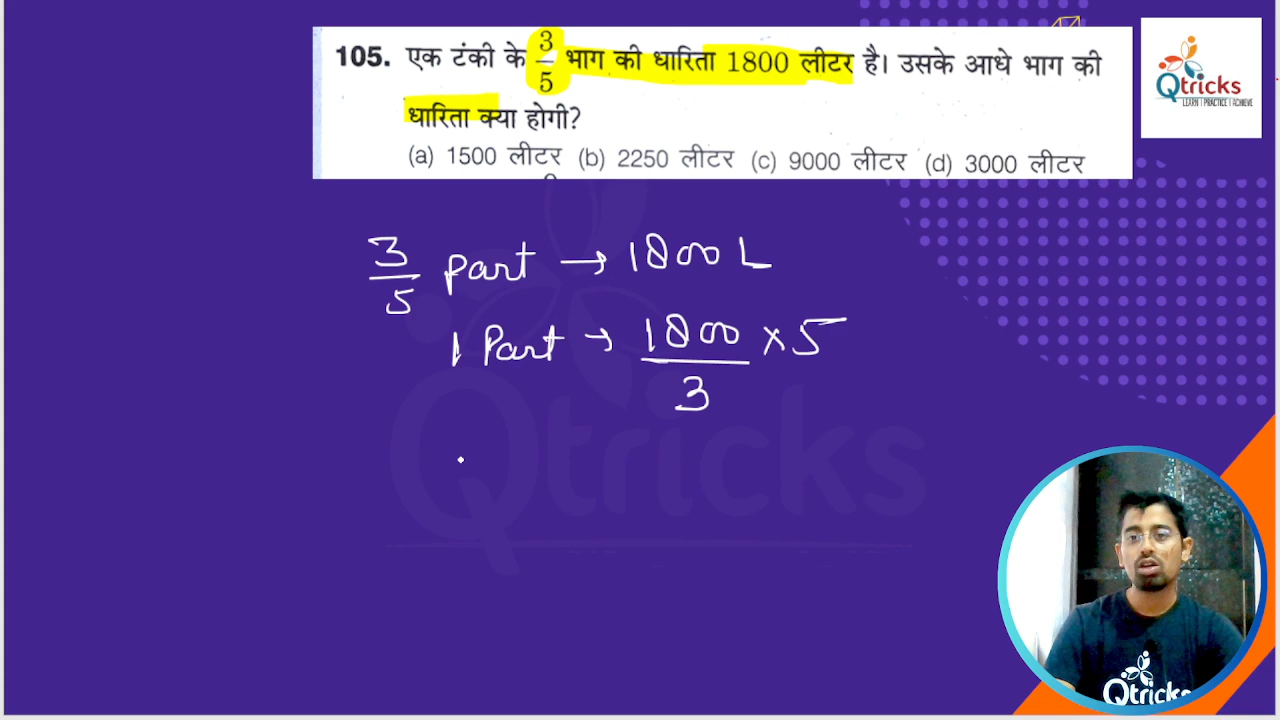 105. एक टंकी के 3/5 भाग की धारिता 1800 लीटर है। उसके आधे भाग की
धारिता क्या होगी?
(a) 1500 लीटर (b) 2250 लीटर (c) 9000 लीटर (d) 3000 लीटर
Qtricks
LEARN | PRACTICE | ACHIEVE
3/5 Part → 1800 L
1 Part → 1800/3 × 5
Qtricks
Qtricks